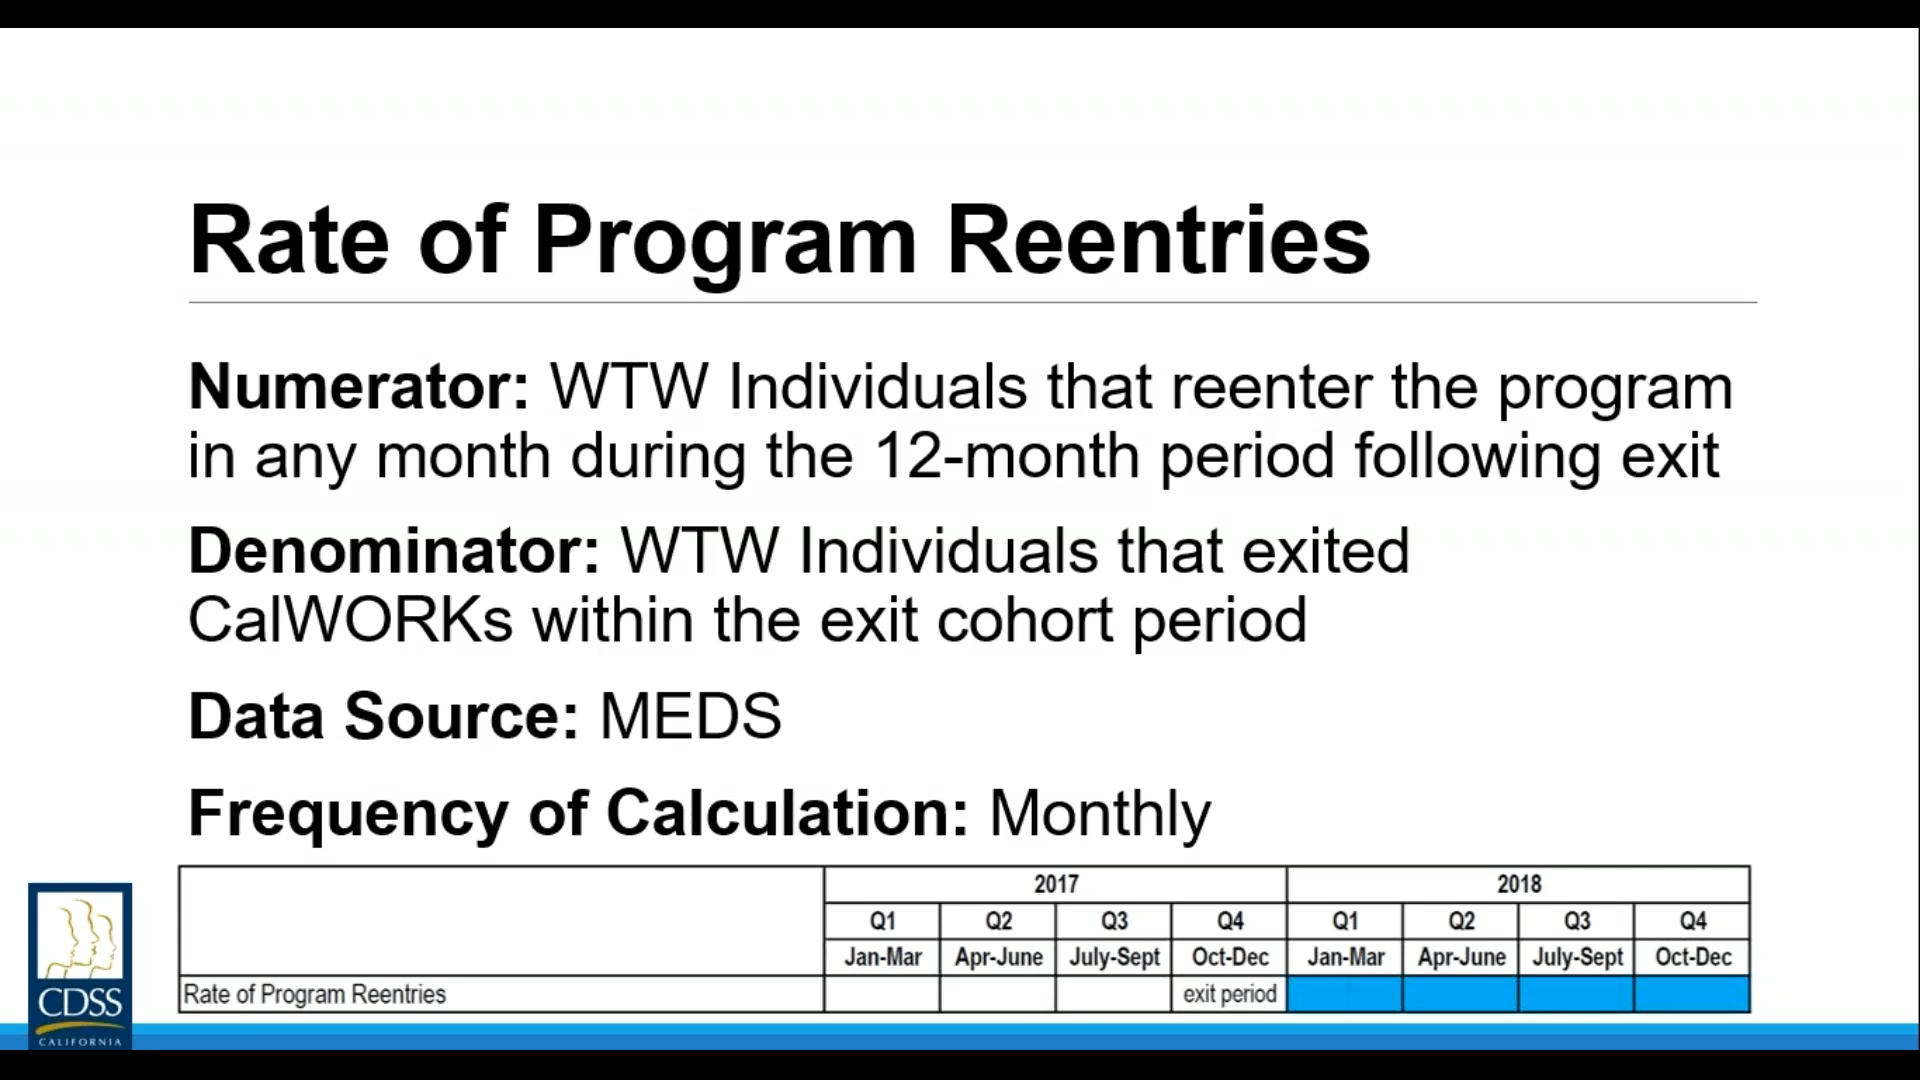 Rate of Program Reentries
Numerator: WTW Individuals that reenter the program
in any month during the 12-month period following exit
Denominator: WTW Individuals that exited
CalWORKs within the exit cohort period
Data Source: MEDS
Frequency of Calculation: Monthly
2017 2018
Q1 Q2 Q3 Q4 Q1 Q2 Q3 Q4
Jan-Mar Apr-June July-Sept Oct-Dec Jan-Mar Apr-June July-Sept Oct-Dec
Rate of Program Reentries exit period
CDSS
CALIFORNIA